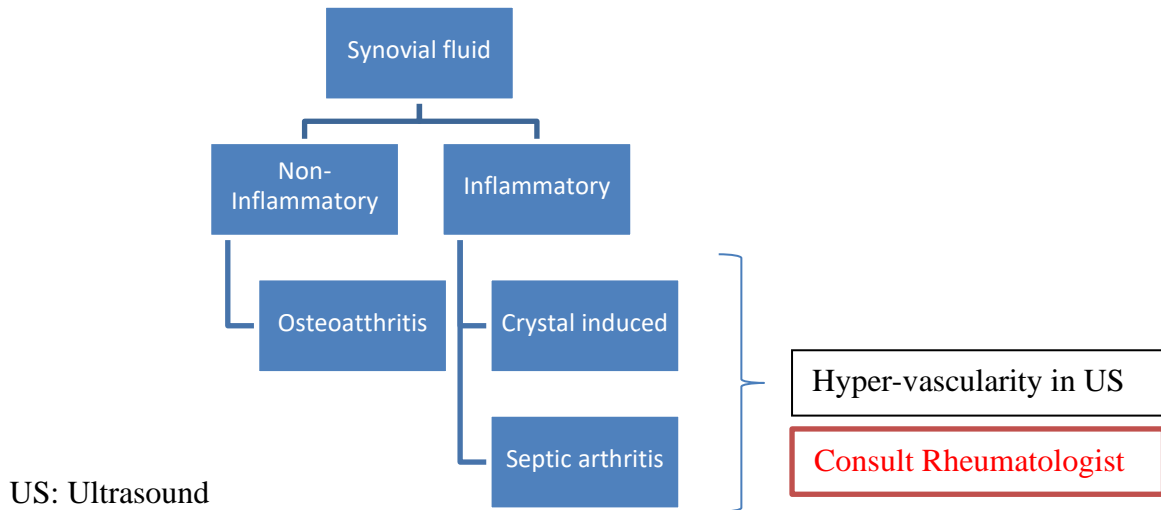 Synovial fluid
Non-
Inflammatory
Inflammatory
Osteoatthritis
Crystal induced
Septic arthritis
Hyper-vascularity in US
Consult Rheumatologist
US: Ultrasound